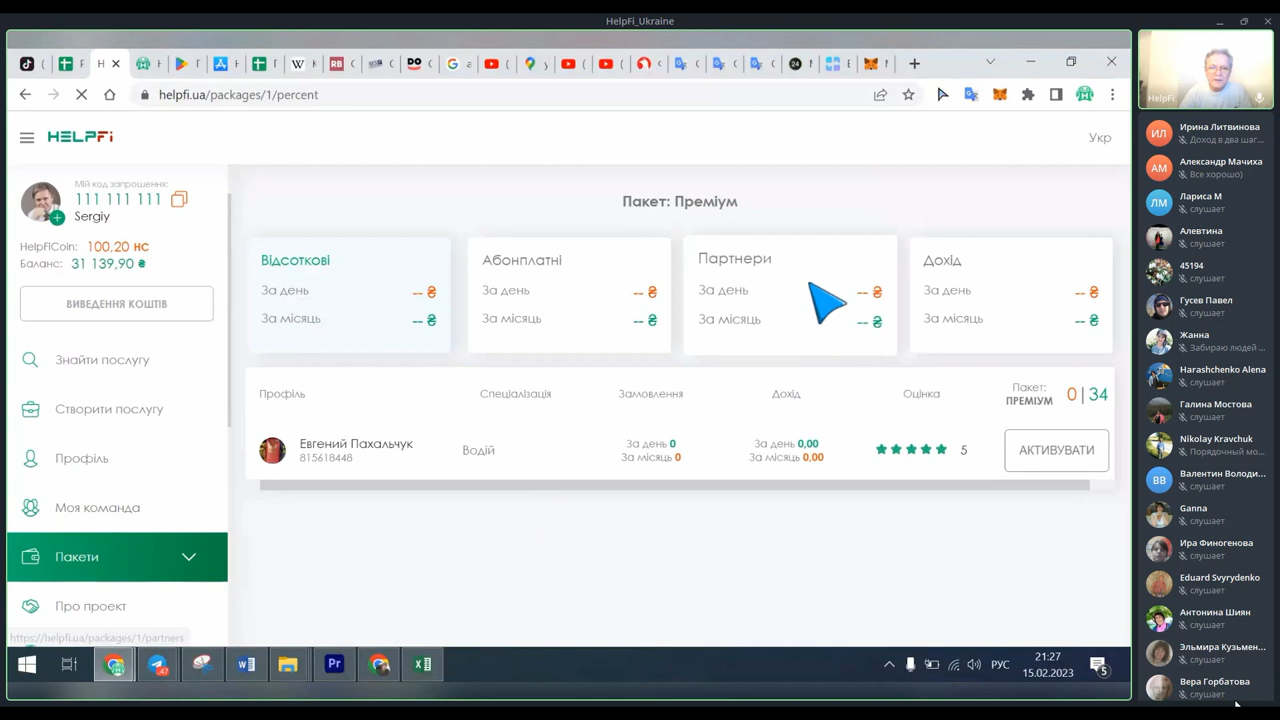 HelpFi_Ukraine
helpfi.ua/packages/1/percent
HELPFi
Укр
Мій код запрошення:
111 111 111
Sergiy
HelpFiCoin: 100,20 HC
Баланс: 31 139,90 ₴
ВИВЕДЕННЯ КОШТІВ
Знайти послугу
Створити послугу
Профіль
Моя команда
Пакети
Про проект
https://helpfi.ua/packages/1/partners
Пакет: Преміум
Відсоткові
За день -- ₴
За місяць -- ₴
Абонплатні
За день -- ₴
За місяць -- ₴
Партнери
За день -- ₴
За місяць -- ₴
Дохід
За день -- ₴
За місяць -- ₴
Профіль Спеціалізація Замовлення Дохід Оцінка Пакет: ПРЕМІУМ 0 | 34
Евгений Пахальчук
815618448
Водій
За день 0
За місяць 0
За день 0,00
За місяць 0,00
5
АКТИВУВАТИ
РУС
21:27
15.02.2023
5
HelpFi
ИЛ
Ирина Литвинова
Доход в два шаг...
АМ
Александр Мачиха
Все хорошо)
ЛМ
Лариса М
слушает
Алевтина
слушает
45194
слушает
Гусев Павел
слушает
Жанна
Забираю людей ...
Harashchenko Alena
слушает
Галина Мостова
слушает
Nikolay Kravchuk
Порядочный мо...
ВВ
Валентин Володи...
слушает
Ganna
слушает
Ира Финогенова
слушает
Eduard Svyrydenko
слушает
Антонина Шиян
слушает
Эльмира Кузьмен...
слушает
Вера Горбатова
слушает